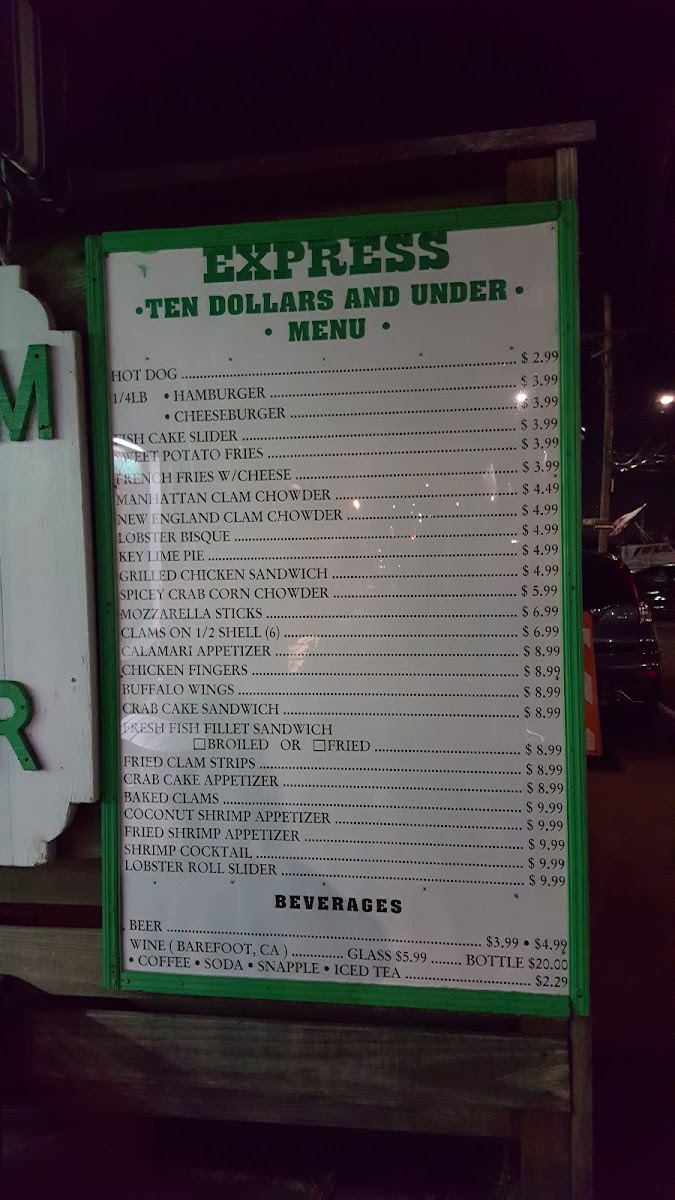 M
R
EXPRESS
•TEN DOLLARS AND UNDER•
• MENU •
HOT DOG ........ $ 2.99
1/4LB • HAMBURGER ........ $ 3.99
• CHEESEBURGER ........ $ 3.99
FISH CAKE SLIDER ........ $ 3.99
SWEET POTATO FRIES ........ $ 3.99
FRENCH FRIES W/CHEESE ........ $ 3.99
MANHATTAN CLAM CHOWDER ........ $ 4.49
NEW ENGLAND CLAM CHOWDER ........ $ 4.99
LOBSTER BISQUE ........ $ 4.99
KEY LIME PIE ........ $ 4.99
GRILLED CHICKEN SANDWICH ........ $ 4.99
SPICEY CRAB CORN CHOWDER ........ $ 5.99
MOZZARELLA STICKS ........ $ 6.99
CLAMS ON 1/2 SHELL (6) ........ $ 6.99
CALAMARI APPETIZER ........ $ 8.99
CHICKEN FINGERS ........ $ 8.99
BUFFALO WINGS ........ $ 8.99
CRAB CAKE SANDWICH ........ $ 8.99
FRESH FISH FILLET SANDWICH
☐BROILED OR ☐FRIED ........ $ 8.99
FRIED CLAM STRIPS ........ $ 8.99
CRAB CAKE APPETIZER ........ $ 8.99
BAKED CLAMS ........ $ 9.99
COCONUT SHRIMP APPETIZER ........ $ 9.99
FRIED SHRIMP APPETIZER ........ $ 9.99
SHRIMP COCKTAIL ........ $ 9.99
LOBSTER ROLL SLIDER ........ $ 9.99
BEVERAGES
BEER ........ $3.99 • $4.99
WINE ( BAREFOOT, CA ) ........ GLASS $5.99 ........ BOTTLE $20.00
• COFFEE • SODA • SNAPPLE • ICED TEA ........ $2.29